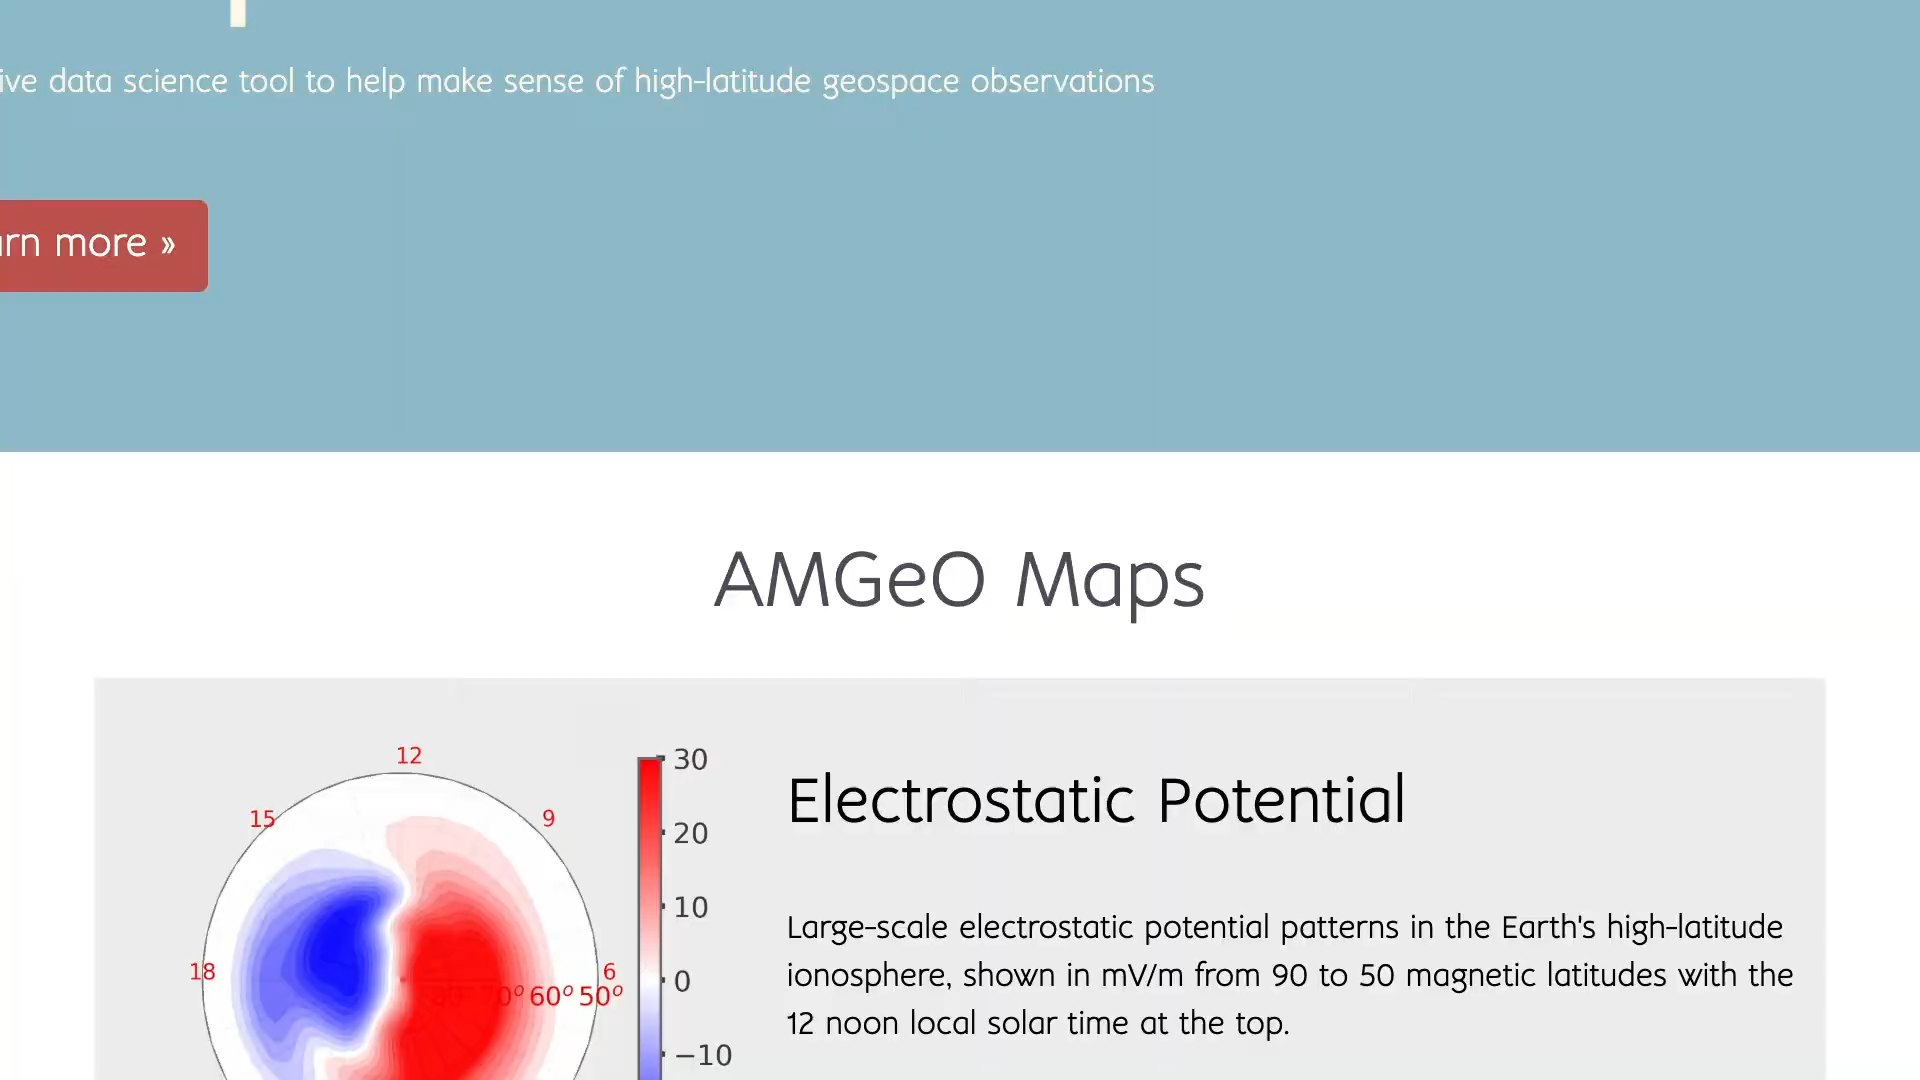 ive data science tool to help make sense of high-latitude geospace observations
rn more »
AMGeO Maps
12
15
9
18
6
70° 60° 50°
30
20
10
0
−10
Electrostatic Potential
Large-scale electrostatic potential patterns in the Earth's high-latitude
ionosphere, shown in mV/m from 90 to 50 magnetic latitudes with the
12 noon local solar time at the top.